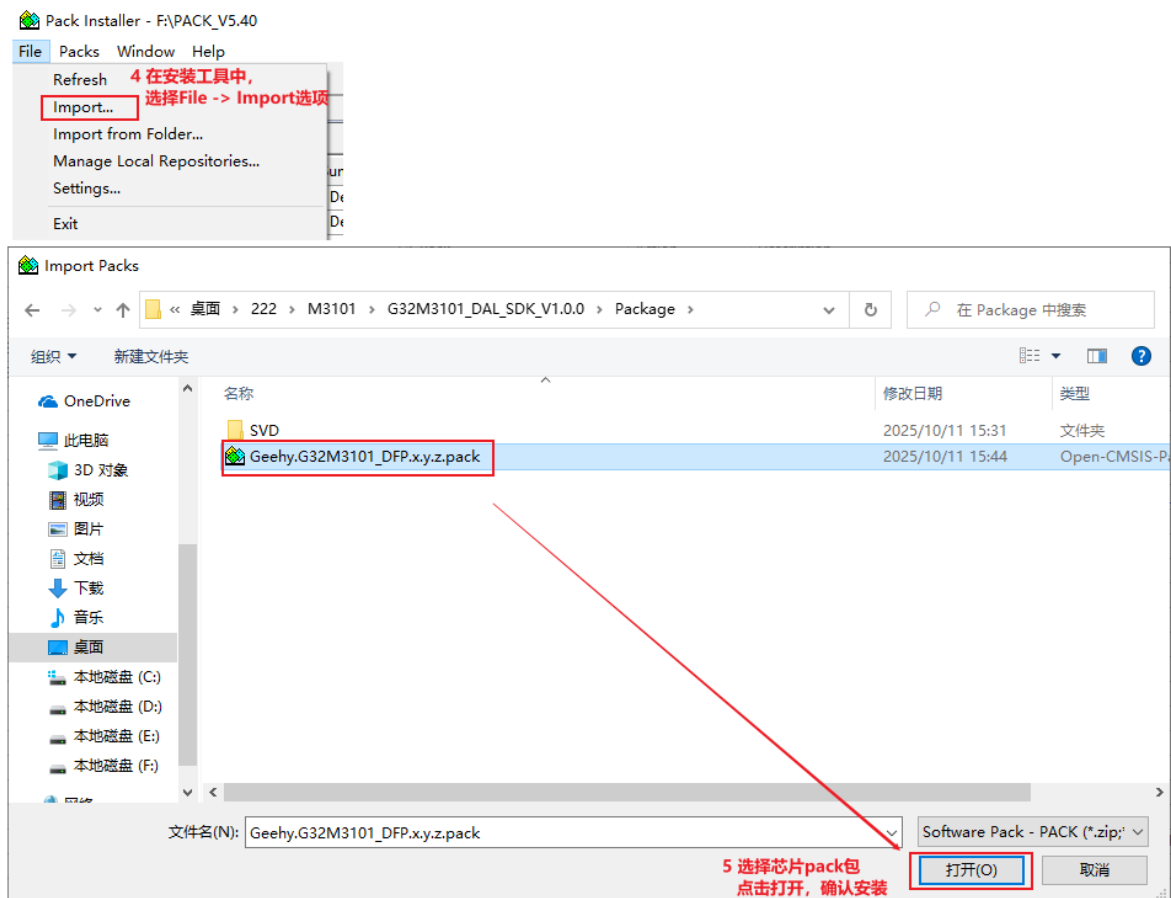 Pack Installer - F:\PACK_V5.40
File Packs Window Help
Refresh
4 在安装工具中，
选择File -> Import选项
Import...
Import from Folder...
Manage Local Repositories...
Settings...
Exit
Import Packs
« 桌面 › 222 › M3101 › G32M3101_DAL_SDK_V1.0.0 › Package ›
在 Package 中搜索
组织 新建文件夹
名称 修改日期 类型
OneDrive
此电脑
3D 对象
视频
图片
文档
下载
音乐
桌面
本地磁盘 (C:)
本地磁盘 (D:)
本地磁盘 (E:)
本地磁盘 (F:)
SVD 2025/10/11 15:31 文件夹
Geehy.G32M3101_DFP.x.y.z.pack 2025/10/11 15:44 Open-CMSIS-Pa
文件名(N): Geehy.G32M3101_DFP.x.y.z.pack Software Pack - PACK (*.zip;*
5 选择芯片pack包
点击打开，确认安装
打开(O) 取消